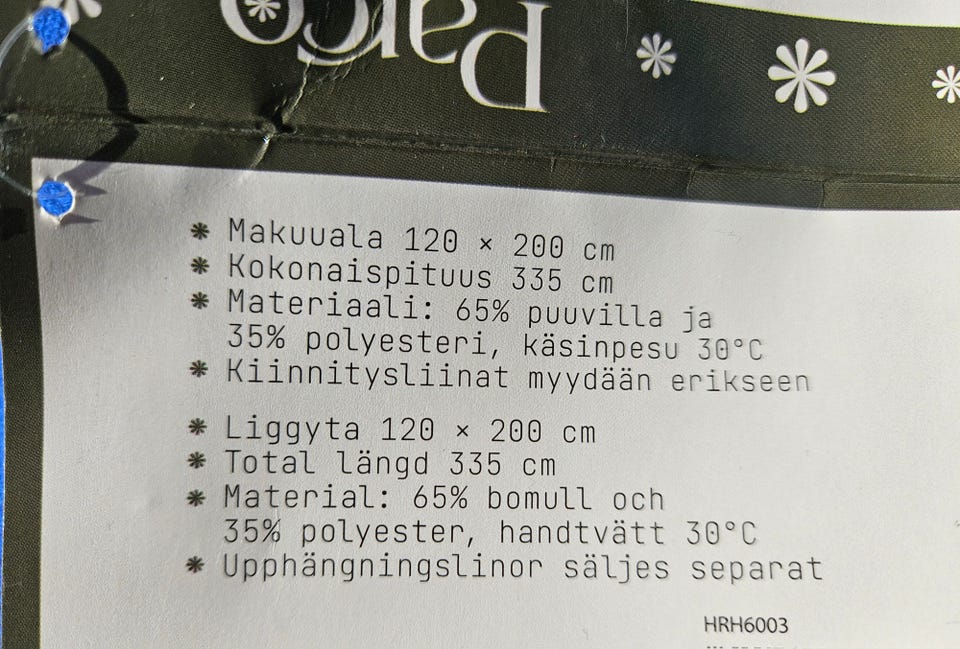 Parco
* Makuuala 120 × 200 cm
* Kokonaispituus 335 cm
* Materiaali: 65% puuvilla ja
35% polyesteri, käsinpesu 30°C
* Kiinnitysliinat myydään erikseen
* Liggyta 120 × 200 cm
* Total längd 335 cm
* Material: 65% bomull och
35% polyester, handtvätt 30°C
* Upphängningslinor säljes separat
HRH6003